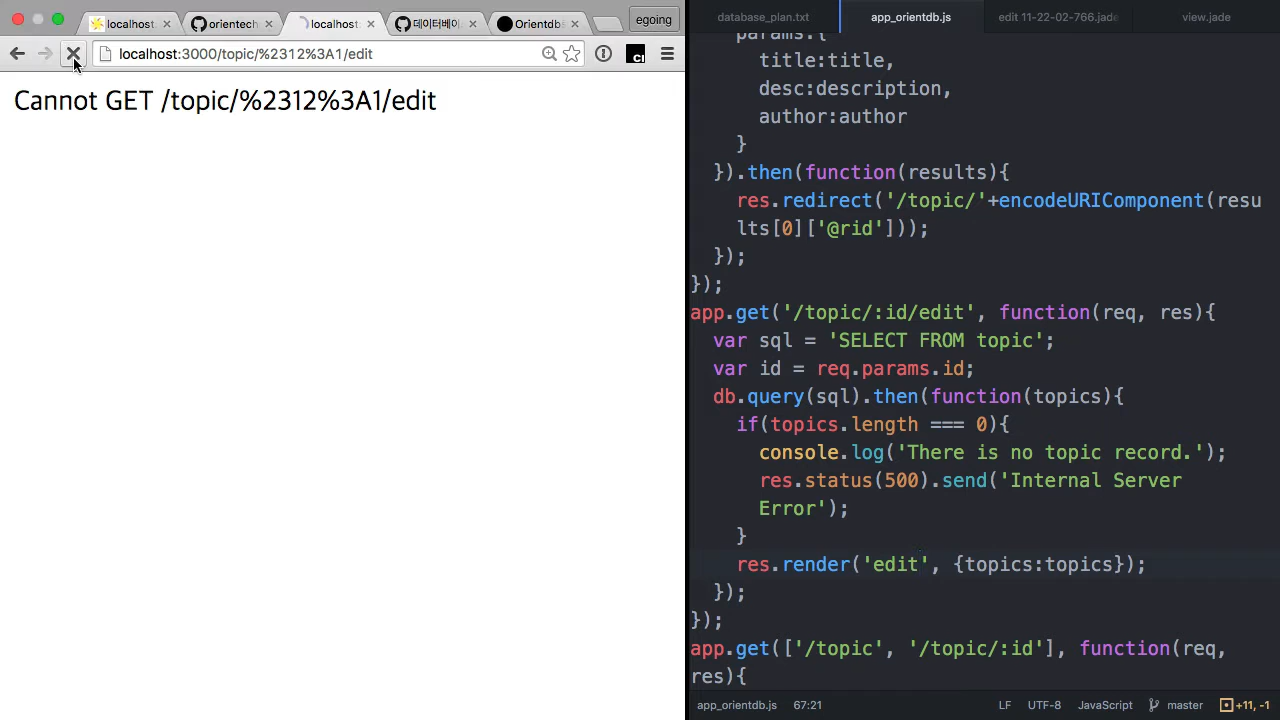 localhost:
orientech
localhost:
데이터베이
Orientdb
egoing
localhost:3000/topic/%2312%3A1/edit
Cannot GET /topic/%2312%3A1/edit
database_plan.txt
app_orientdb.js
edit 11-22-02-766.jade
view.jade
params:{
title:title,
desc:description,
author:author
}
}).then(function(results){
res.redirect('/topic/'+encodeURIComponent(resu
lts[0]['@rid']));
});
});
app.get('/topic/:id/edit', function(req, res){
var sql = 'SELECT FROM topic';
var id = req.params.id;
db.query(sql).then(function(topics){
if(topics.length === 0){
console.log('There is no topic record.');
res.status(500).send('Internal Server
Error');
}
res.render('edit', {topics:topics});
});
});
app.get(['/topic', '/topic/:id'], function(req,
res){
app_orientdb.js 67:21 LF UTF-8 JavaScript master +11, -1